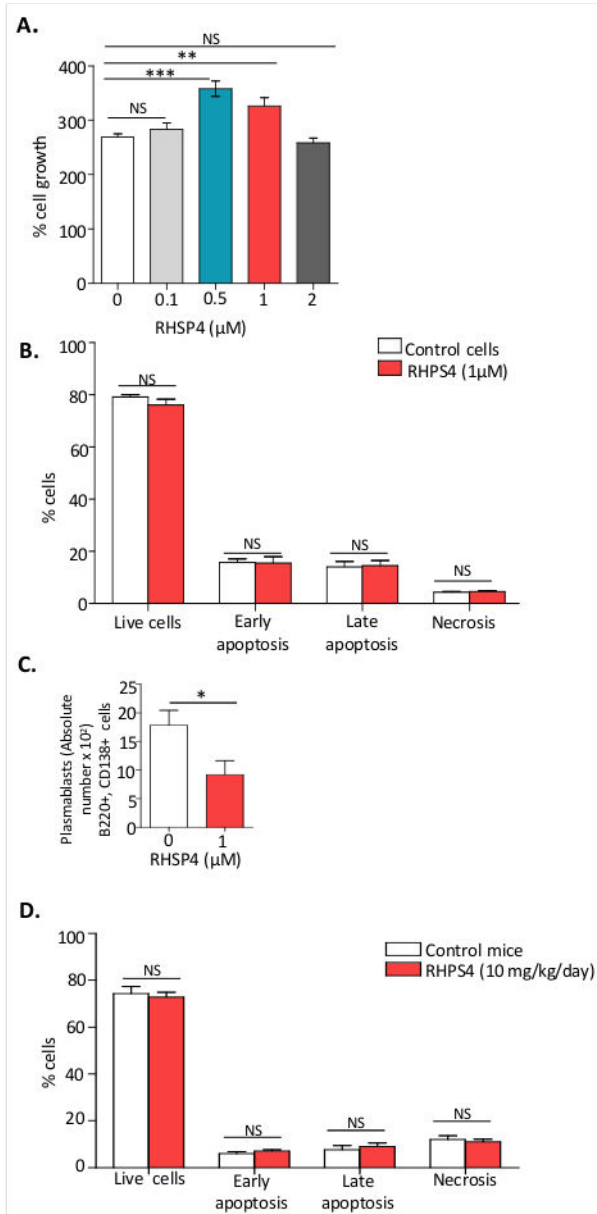 A.
NS
**
***
NS
400
300
200
100
0
% cell growth
0 0.1 0.5 1 2
RHSP4 (µM)
B.
Control cells
RHPS4 (1µM)
100
80
60
40
20
0
% cells
NS
NS
NS
NS
Live cells Early Late Necrosis
apoptosis apoptosis
C.
25
20
15
10
5
0
Plasmablasts (Absolute
number x 10²)
B220+, CD138+ cells
*
0 1
RHSP4 (µM)
D.
Control mice
RHPS4 (10 mg/kg/day)
100
80
60
40
20
0
% cells
NS
NS
NS
NS
Live cells Early Late Necrosis
apoptosis apoptosis